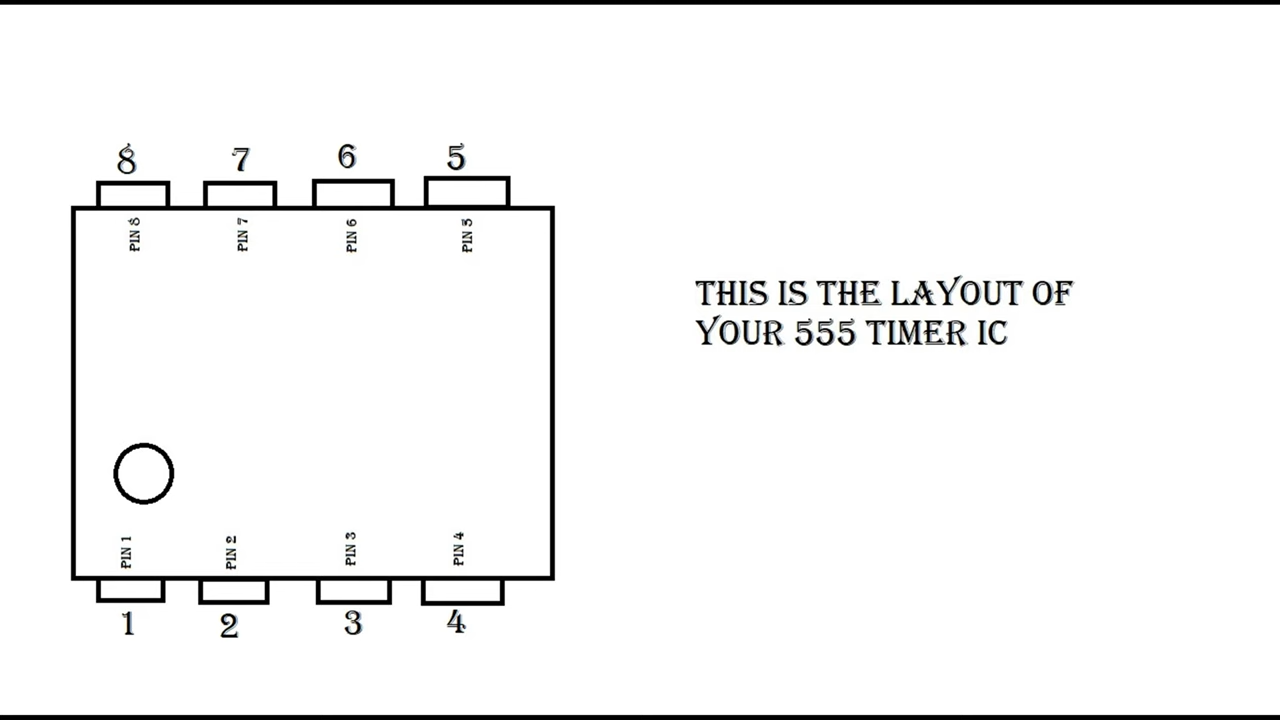 8 7 6 5
PIN 8 PIN 7 PIN 6 PIN 5
THIS IS THE LAYOUT OF
YOUR 555 TIMER IC
PIN 1 PIN 2 PIN 3 PIN 4
1 2 3 4